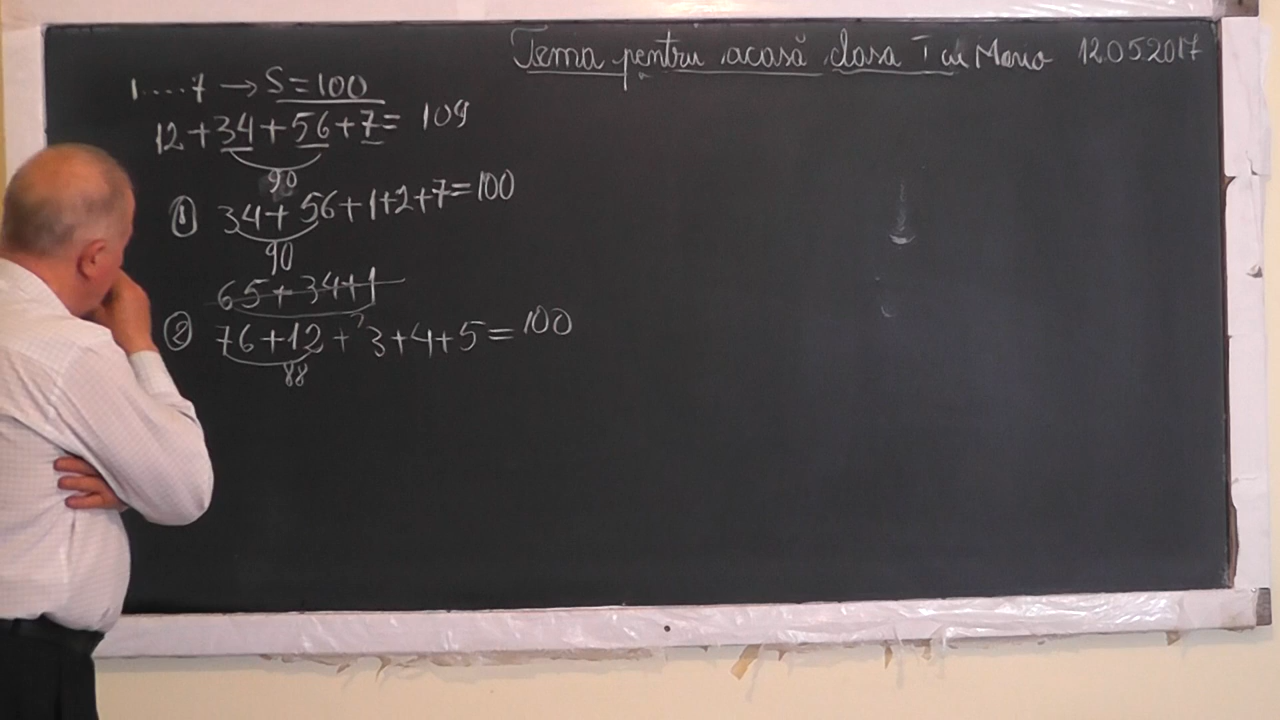 Tema pentru acasă clasa I cu Maria 12.05.2017
1....7 → S = 100
12 + 34 + 56 + 7 = 109
90
① 34 + 56 + 1 + 2 + 7 = 100
90
65 + 34 + 1
② 76 + 12 + 3 + 4 + 5 = 100
88